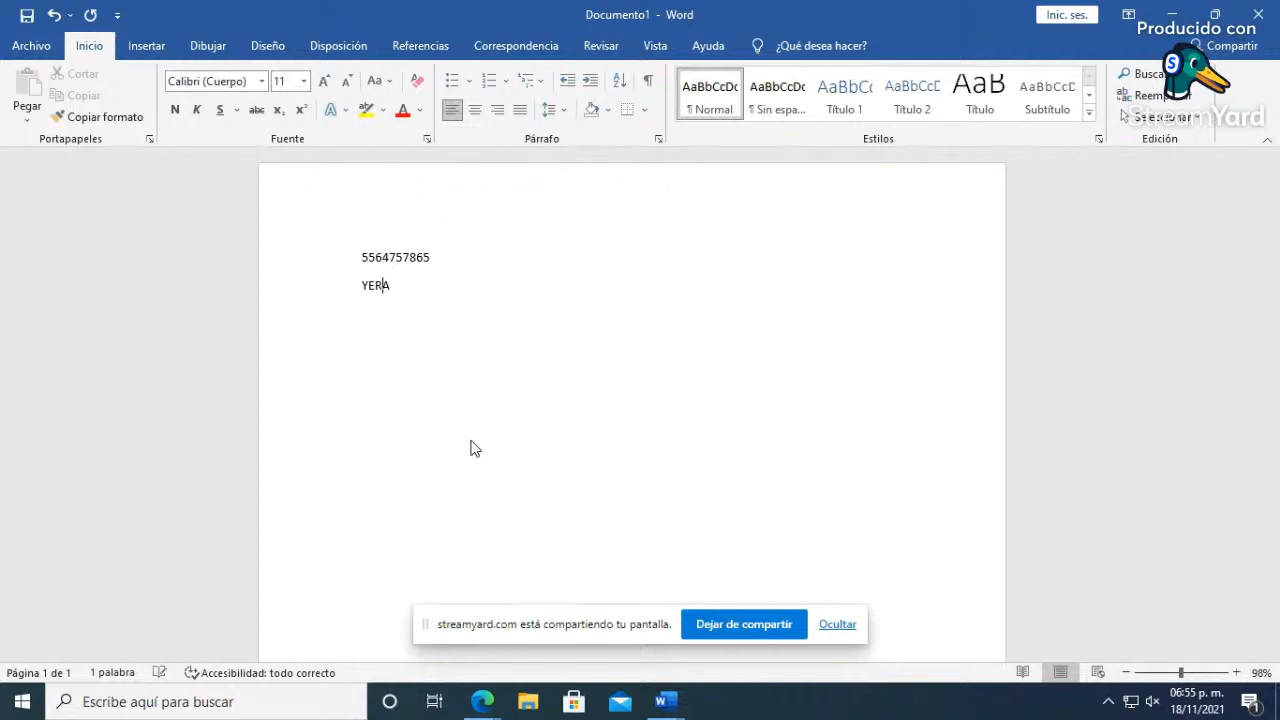 Documento1 - Word
Inic. ses.
Producido con
Archivo Inicio Insertar Dibujar Diseño Disposición Referencias Correspondencia Revisar Vista Ayuda ¿Qué desea hacer? Compartir
Pegar
Cortar
Copiar
Copiar formato
Portapapeles
Calibri (Cuerpo) 11
Fuente
Párrafo
AaBbCcDc AaBbCcDc AaBbCc AaBbCcD AaB AaBbCcD
¶ Normal ¶ Sin espa... Título 1 Título 2 Título Subtítulo
Estilos
StreamYard
Edición
5564757865
YERA
streamyard.com está compartiendo tu pantalla. Dejar de compartir Ocultar
Página 1 de 1 1 palabra Accesibilidad: todo correcto 98%
Escribe aquí para buscar
06:55 p. m.
18/11/2021